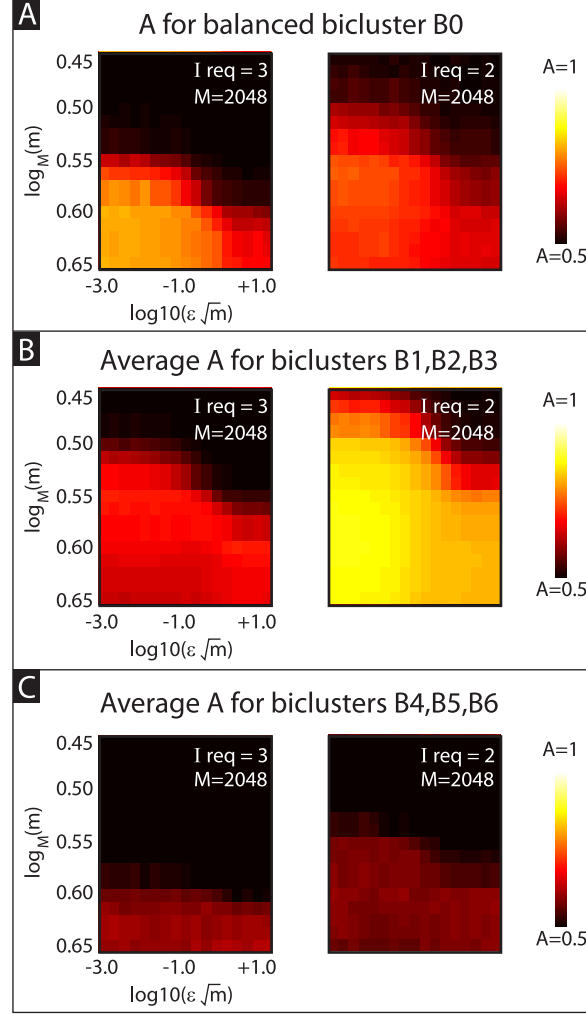 A
A for balanced bicluster B0
I req = 3
M=2048
I req = 2
M=2048
A=1
A=0.5
0.45
0.50
0.55
0.60
0.65
log_M(m)
-3.0 -1.0 +1.0
log10(ε √m)
B
Average A for biclusters B1,B2,B3
I req = 3
M=2048
I req = 2
M=2048
A=1
A=0.5
0.45
0.50
0.55
0.60
0.65
log_M(m)
-3.0 -1.0 +1.0
log10(ε √m)
C
Average A for biclusters B4,B5,B6
I req = 3
M=2048
I req = 2
M=2048
A=1
A=0.5
0.45
0.50
0.55
0.60
0.65
log_M(m)
-3.0 -1.0 +1.0
log10(ε √m)